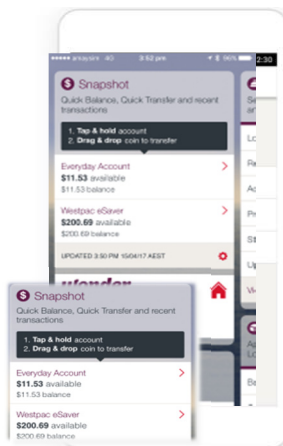 4G 3:52 pm 96% 2:30
Snapshot
Quick Balance, Quick Transfer and recent
transactions
1. Tap & hold account
2. Drag & drop coin to transfer
Everyday Account
$11.53 available
$11.53 balance
Westpac eSaver
$200.69 available
$200.69 balance
UPDATED 3:50 PM 15/04/17 AEST
Snapshot
Quick Balance, Quick Transfer and recent
transactions
1. Tap & hold account
2. Drag & drop coin to transfer
Everyday Account
$11.53 available
$11.53 balance
Westpac eSaver
$200.69 available
$200.69 balance